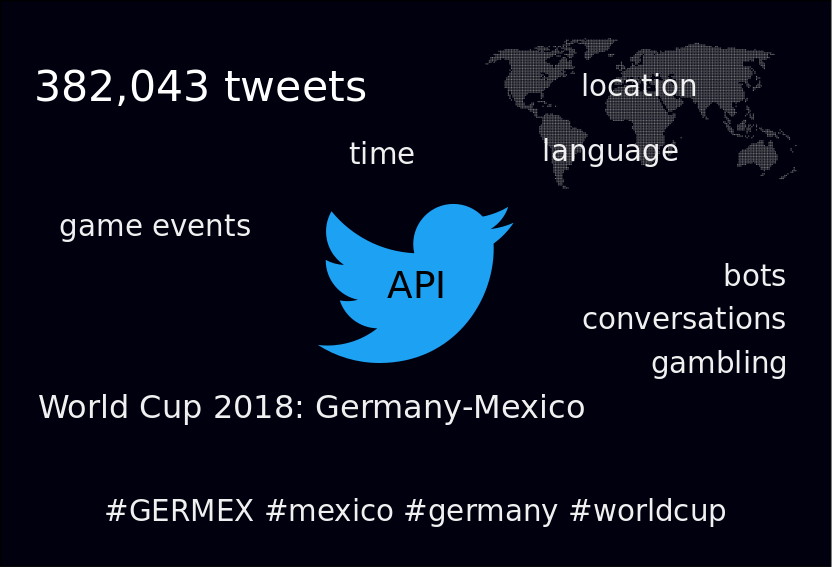 382,043 tweets
location
time
language
game events
API
bots
conversations
gambling
World Cup 2018: Germany-Mexico
#GERMEX #mexico #germany #worldcup